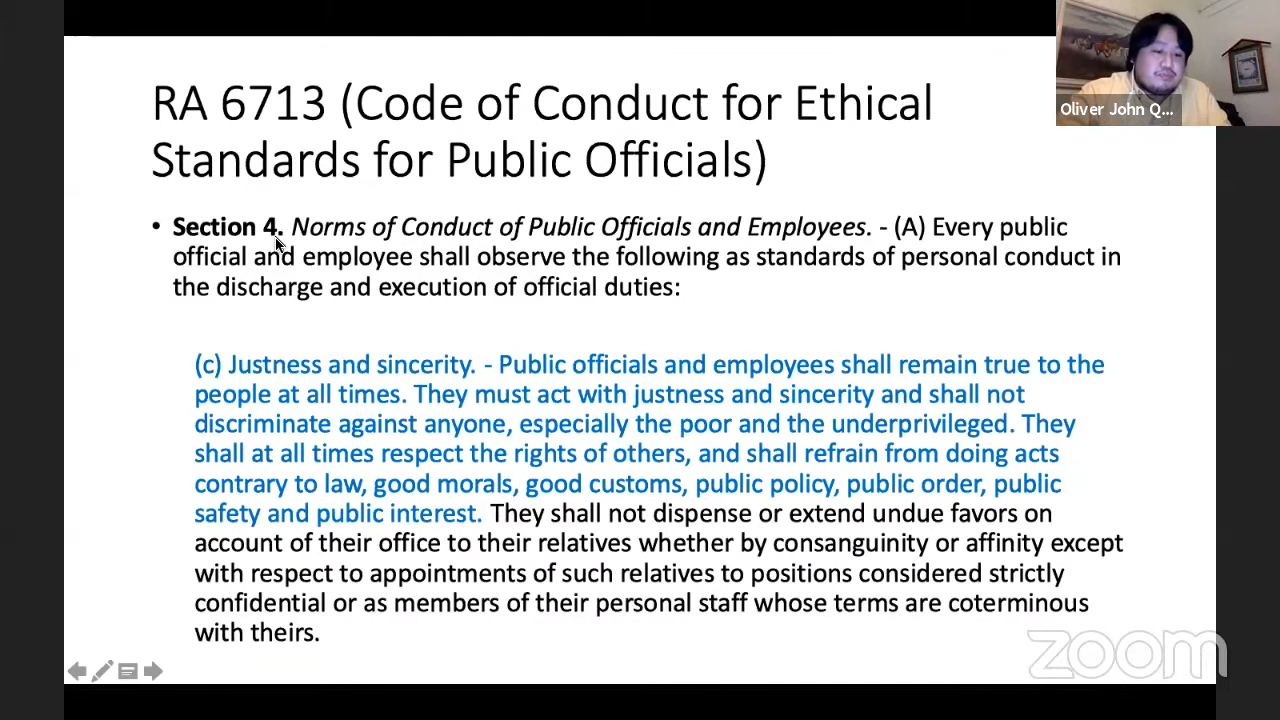 RA 6713 (Code of Conduct for Ethical
Standards for Public Officials)
Oliver John Q...
• Section 4. Norms of Conduct of Public Officials and Employees. - (A) Every public
official and employee shall observe the following as standards of personal conduct in
the discharge and execution of official duties:
(c) Justness and sincerity. - Public officials and employees shall remain true to the
people at all times. They must act with justness and sincerity and shall not
discriminate against anyone, especially the poor and the underprivileged. They
shall at all times respect the rights of others, and shall refrain from doing acts
contrary to law, good morals, good customs, public policy, public order, public
safety and public interest. They shall not dispense or extend undue favors on
account of their office to their relatives whether by consanguinity or affinity except
with respect to appointments of such relatives to positions considered strictly
confidential or as members of their personal staff whose terms are coterminous
with theirs.
zoom